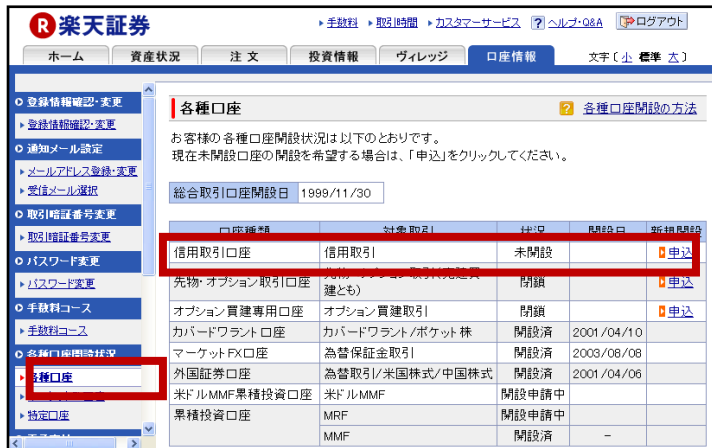 R 楽天証券
手数料 取引時間 カスタマーサービス ? ヘルプ・Q&A ログアウト
ホーム 資産状況 注文 投資情報 ヴィレッジ 口座情報 文字〔小 標準 大〕
登録情報確認・変更
登録情報確認・変更
通知メール設定
メールアドレス登録・変更
受信メール選択
取引暗証番号変更
取引暗証番号変更
パスワード変更
パスワード変更
手数料コース
手数料コース
各種口座開設状況
各種口座
特定口座
各種口座 ? 各種口座開設の方法
お客様の各種口座開設状況は以下のとおりです。
現在未開設口座の開設を希望する場合は、「申込」をクリックしてください。
総合取引口座開設日 1999/11/30
口座種類 対象取引 状況 開設日 新規開設
信用取引口座 信用取引 未開設 申込
先物・オプション取引口座 建とも) 閉鎖
オプション買建専用口座 オプション買建取引 閉鎖 申込
カバードワラント口座 カバードワラント/ポケット株 開設済 2001/04/10
マーケットFX口座 為替保証金取引 開設済 2003/08/08
外国証券口座 為替取引/米国株式/中国株式 開設済 2001/04/06
米ドルMMF累積投資口座 米ドルMMF 開設申請中
累積投資口座 MRF 開設申請中
MMF 開設済 -